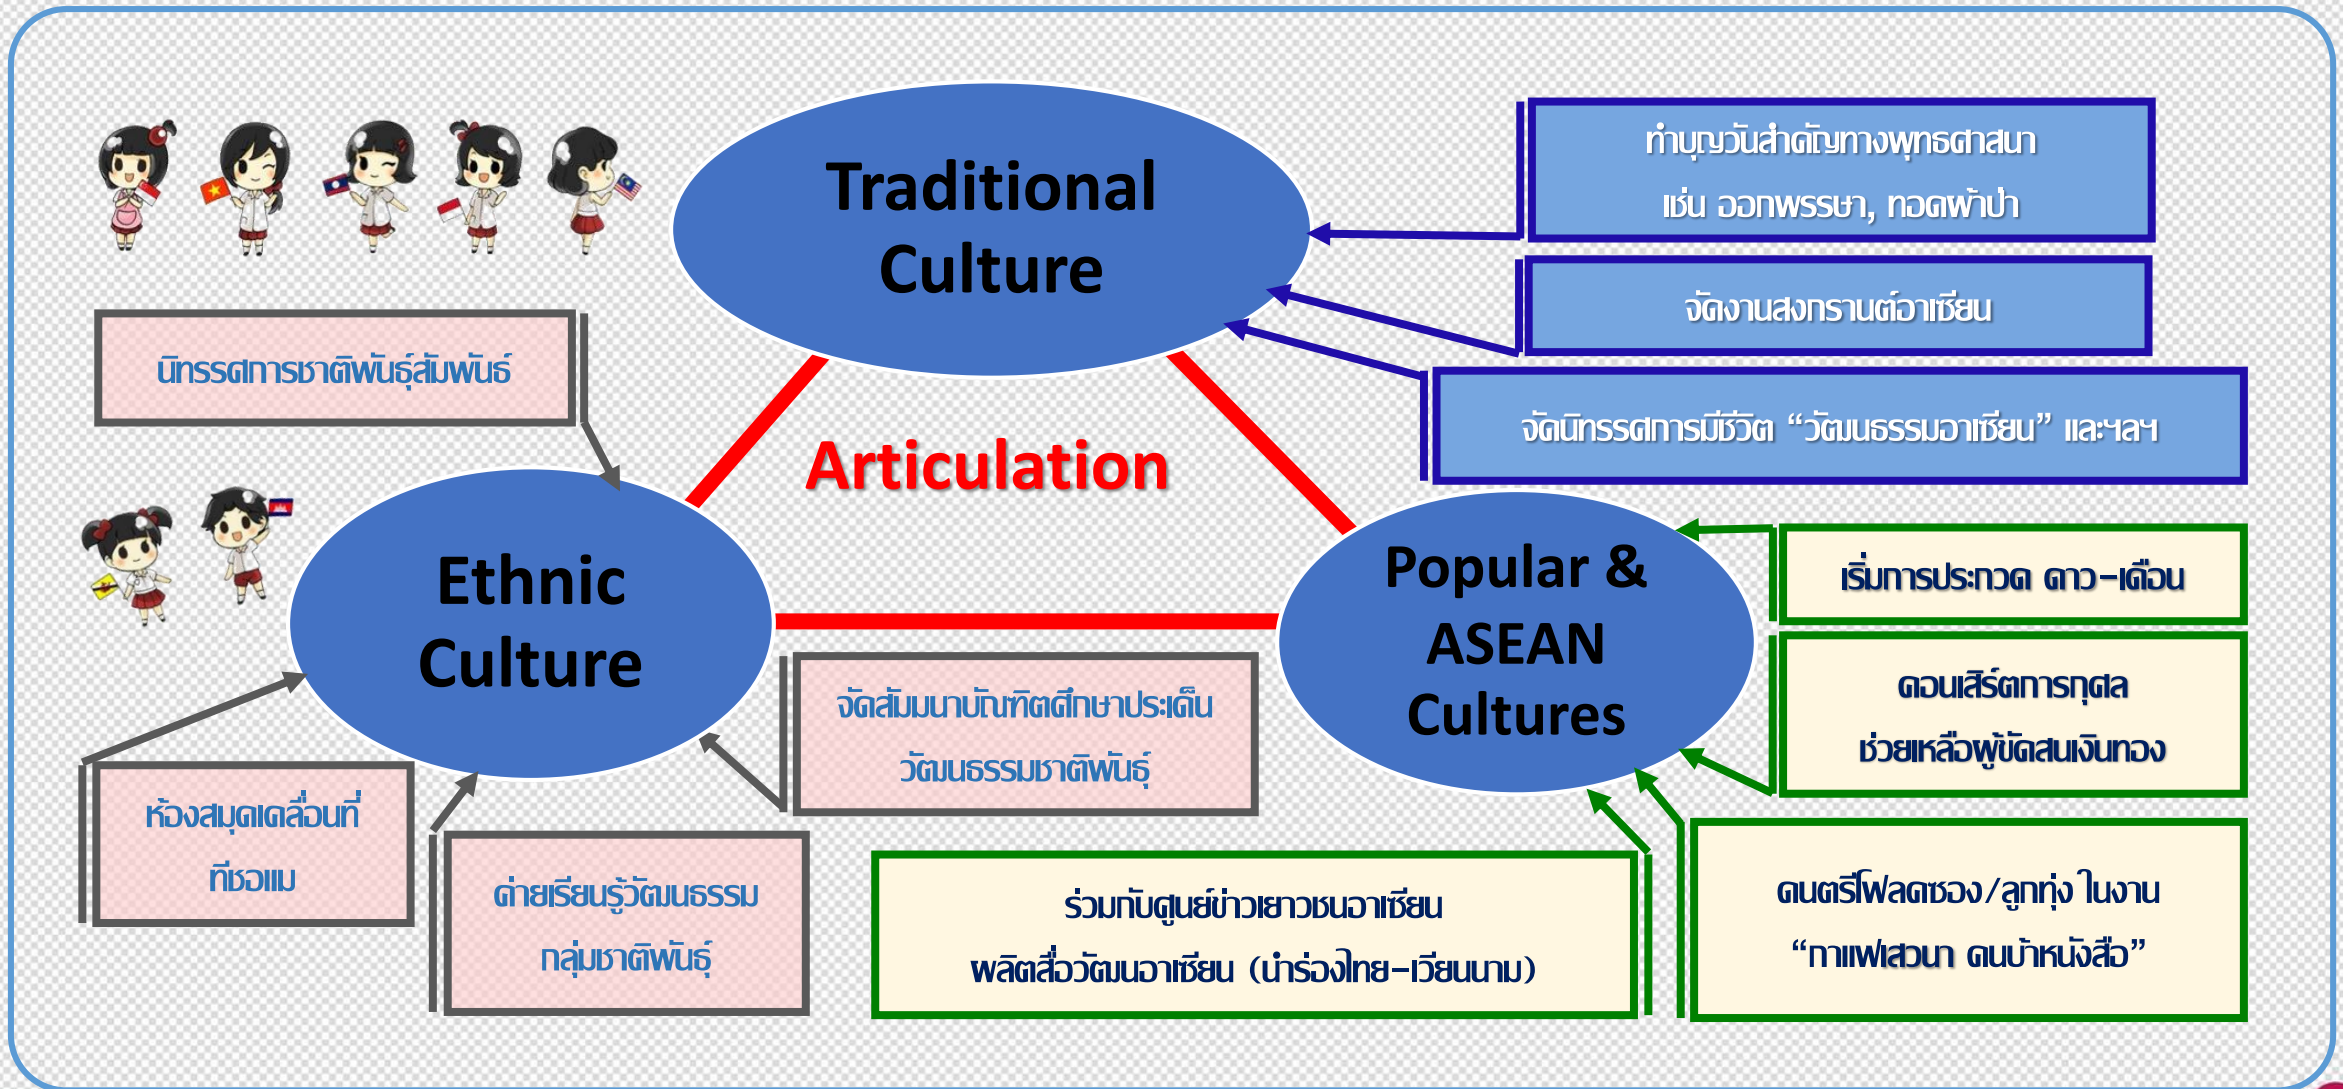 Traditional
Culture
ทำบุญวันสำคัญทางพุทธศาสนา
เช่น ออกพรรษา, ทอดผ้าป่า
จัดงานสงกรานต์อาเซียน
จัดนิทรรศการมีชีวิต “วัฒนธรรมอาเซียน” และฯลฯ
นิทรรศการชาติพันธุ์สัมพันธ์
Articulation
Ethnic
Culture
Popular &
ASEAN
Cultures
เริ่มการประกวด ดาว-เดือน
คอนเสิร์ตการกุศล
ช่วยเหลือผู้ขัดสนเงินทอง
จัดสัมมนาบัณฑิตศึกษาประเด็น
วัฒนธรรมชาติพันธุ์
ห้องสมุดเคลื่อนที่
ทีชอแม
ค่ายเรียนรู้วัฒนธรรม
กลุ่มชาติพันธุ์
ร่วมกับศูนย์ข่าวเยาวชนอาเซียน
ผลิตสื่อวัฒนอาเซียน (นำร่องไทย-เวียนนาม)
ดนตรีโฟลคซอง/ลูกทุ่ง ในงาน
“กาแฟเสวนา คนบ้าหนังสือ”